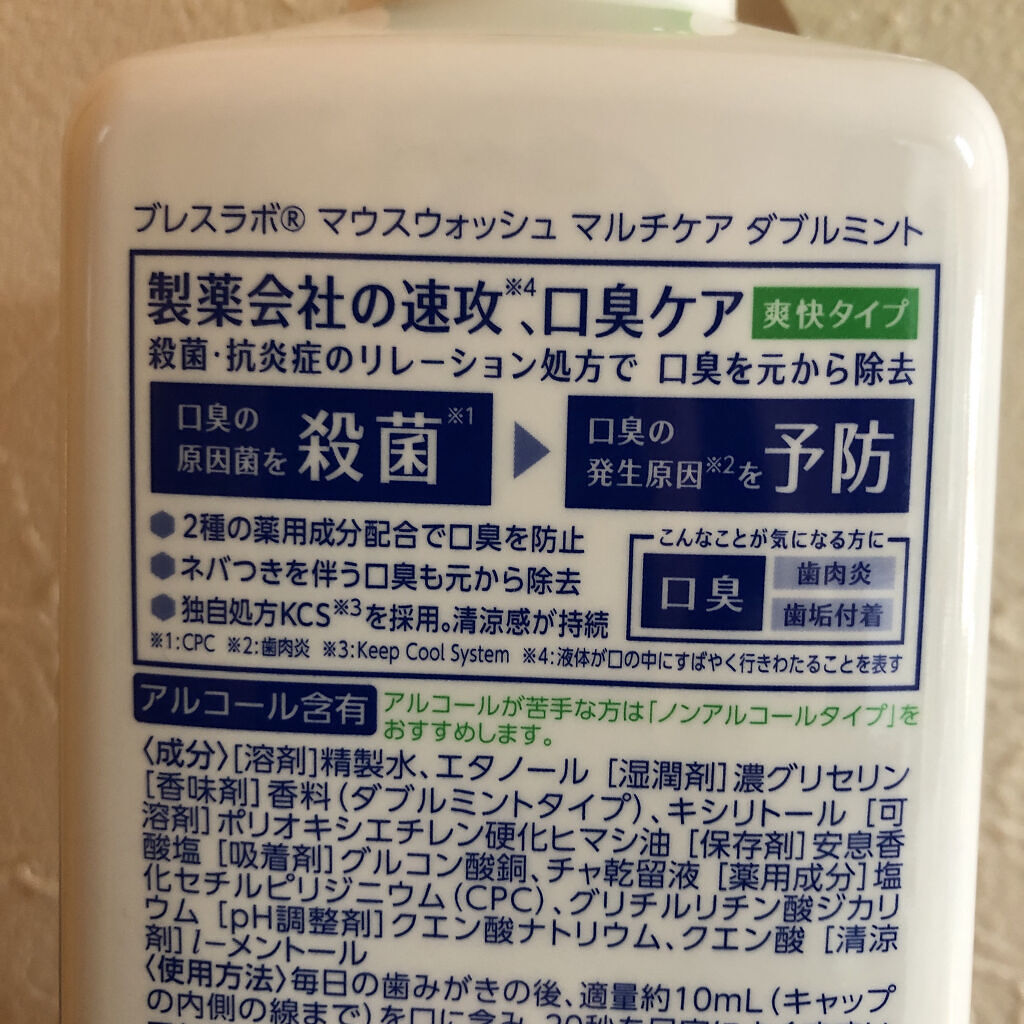 ブレスラボ® マウスウォッシュ マルチケア ダブルミント
製薬会社の速攻※4、口臭ケア 爽快タイプ
殺菌・抗炎症のリレーション処方で 口臭を元から除去
口臭の
原因菌を 殺菌※1
口臭の
発生原因※2を 予防
2種の薬用成分配合で口臭を防止
ネバつきを伴う口臭も元から除去
独自処方KCS※3を採用。清涼感が持続
こんなことが気になる方に
口臭
歯肉炎
歯垢付着
※1:CPC ※2:歯肉炎 ※3:Keep Cool System ※4:液体が口の中にすばやく行きわたることを表す
アルコール含有
アルコールが苦手な方は「ノンアルコールタイプ」を
おすすめします。
〈成分〉[溶剤]精製水、エタノール [湿潤剤]濃グリセリン
[香味剤]香料(ダブルミントタイプ)、キシリトール [可
溶剤]ポリオキシエチレン硬化ヒマシ油 [保存剤]安息香
酸塩 [吸着剤]グルコン酸銅、チャ乾留液 [薬用成分]塩
化セチルピリジニウム(CPC)、グリチルリチン酸ジカリ
ウム [pH調整剤]クエン酸ナトリウム、クエン酸 [清涼
剤]l-メントール
〈使用方法〉毎日の歯みがきの後、適量約10mL(キャップ
の内側の線まで)を口に含み、20秒を目安に